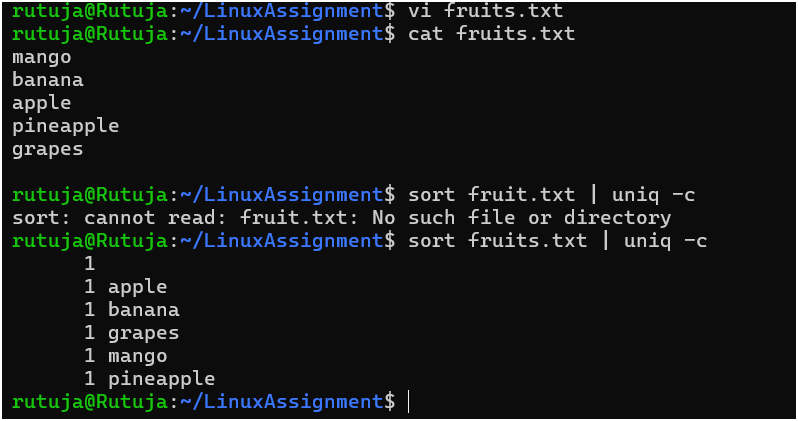 rutuja@Rutuja:~/LinuxAssignment$ vi fruits.txt
rutuja@Rutuja:~/LinuxAssignment$ cat fruits.txt
mango
banana
apple
pineapple
grapes

rutuja@Rutuja:~/LinuxAssignment$ sort fruit.txt | uniq -c
sort: cannot read: fruit.txt: No such file or directory
rutuja@Rutuja:~/LinuxAssignment$ sort fruits.txt | uniq -c
      1
      1 apple
      1 banana
      1 grapes
      1 mango
      1 pineapple
rutuja@Rutuja:~/LinuxAssignment$